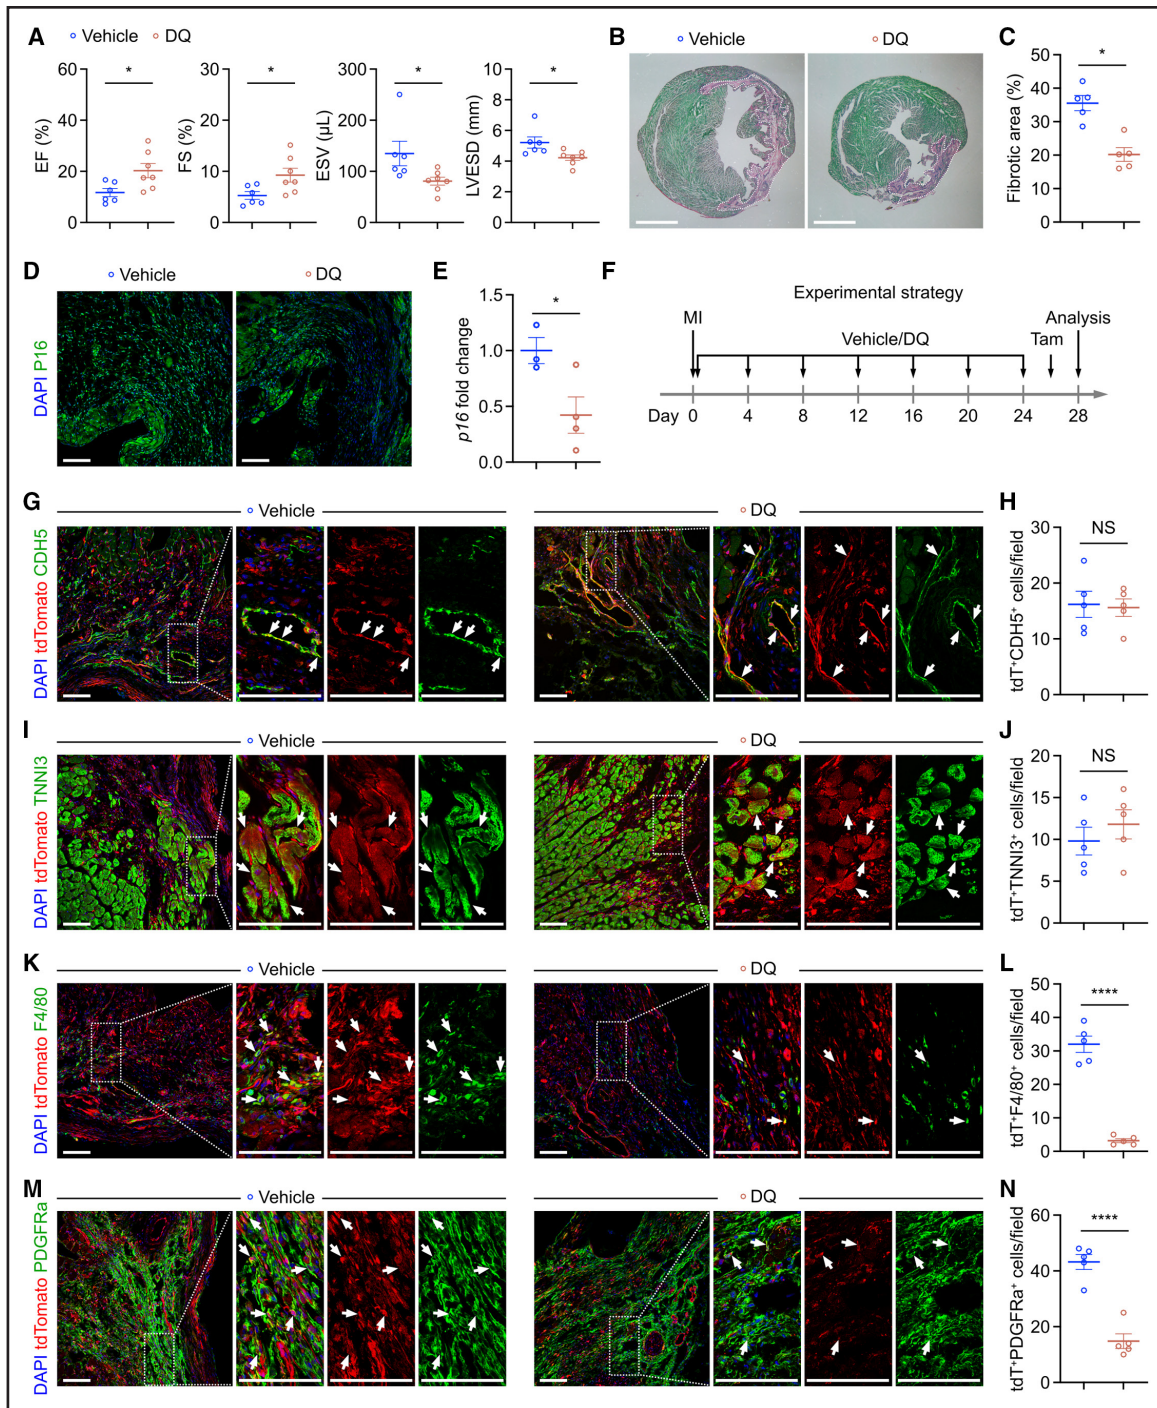 A
Vehicle DQ
EF (%)
60
40
20
0
*
FS (%)
30
20
10
0
*
ESV (µL)
300
200
100
0
*
LVESD (mm)
10
8
6
4
2
0
*
B
Vehicle
DQ
C
Fibrotic area (%)
50
40
30
20
10
0
*
D
Vehicle
DQ
DAPI P16
E
p16 fold change
1.5
1.0
0.5
0.0
*
F
Experimental strategy
MI
Vehicle/DQ
Tam
Analysis
Day 0 4 8 12 16 20 24 28
G
Vehicle
DQ
DAPI tdTomato CDH5
H
tdT⁺CDH5⁺ cells/field
30
20
10
0
NS
I
Vehicle
DQ
DAPI tdTomato TNNI3
J
tdT⁺TNNI3⁺ cells/field
20
15
10
5
0
NS
K
Vehicle
DQ
DAPI tdTomato F4/80
L
tdT⁺F4/80⁺ cells/field
50
40
30
20
10
0
****
M
Vehicle
DQ
DAPI tdTomato PDGFRa
N
tdT⁺PDGFRa⁺ cells/field
60
40
20
0
****